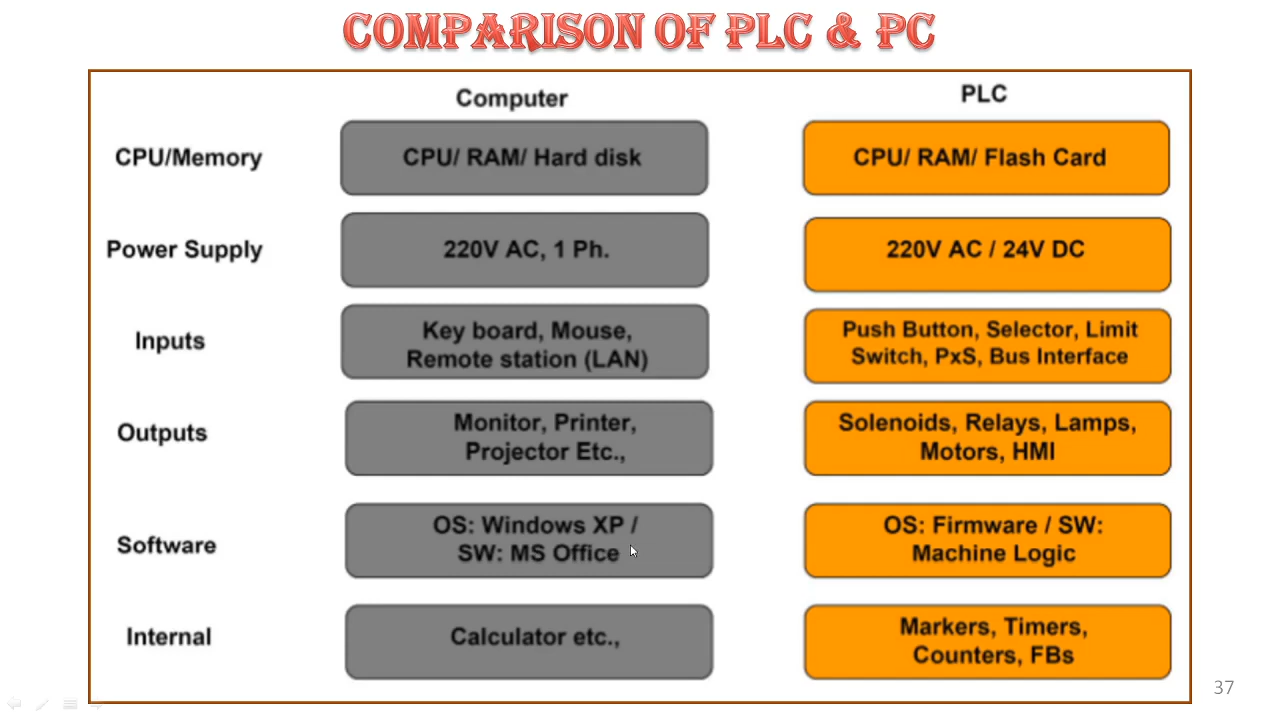 COMPARISON OF PLC & PC
Computer
PLC
CPU/Memory
CPU/ RAM/ Hard disk
CPU/ RAM/ Flash Card
Power Supply
220V AC, 1 Ph.
220V AC / 24V DC
Inputs
Key board, Mouse,
Remote station (LAN)
Push Button, Selector, Limit
Switch, PxS, Bus Interface
Outputs
Monitor, Printer,
Projector Etc.,
Solenoids, Relays, Lamps,
Motors, HMI
Software
OS: Windows XP /
SW: MS Office
OS: Firmware / SW:
Machine Logic
Internal
Calculator etc.,
Markers, Timers,
Counters, FBs
37